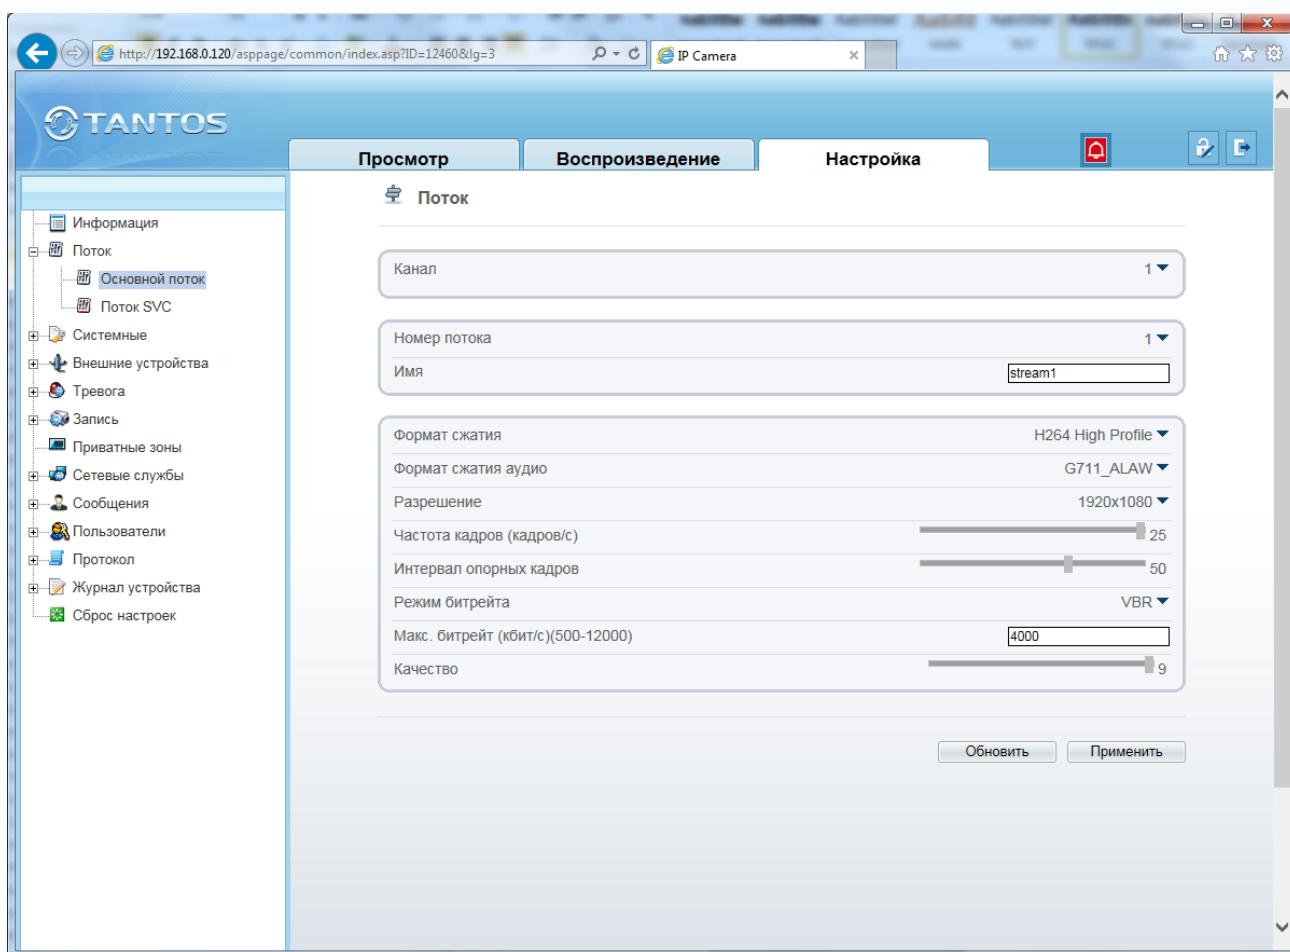 http://192.168.0.120/asppage/common/index.asp?ID=12460&lg=3
IP Camera
TANTOS
Просмотр
Воспроизведение
Настройка
Поток
Информация
Поток
Основной поток
Поток SVC
Системные
Внешние устройства
Тревога
Запись
Приватные зоны
Сетевые службы
Сообщения
Пользователи
Протокол
Журнал устройства
Сброс настроек
Канал 1
Номер потока 1
Имя stream1
Формат сжатия H264 High Profile
Формат сжатия аудио G711_ALAW
Разрешение 1920x1080
Частота кадров (кадров/с) 25
Интервал опорных кадров 50
Режим битрейта VBR
Макс. битрейт (кбит/с)(500-12000) 4000
Качество 9
Обновить Применить